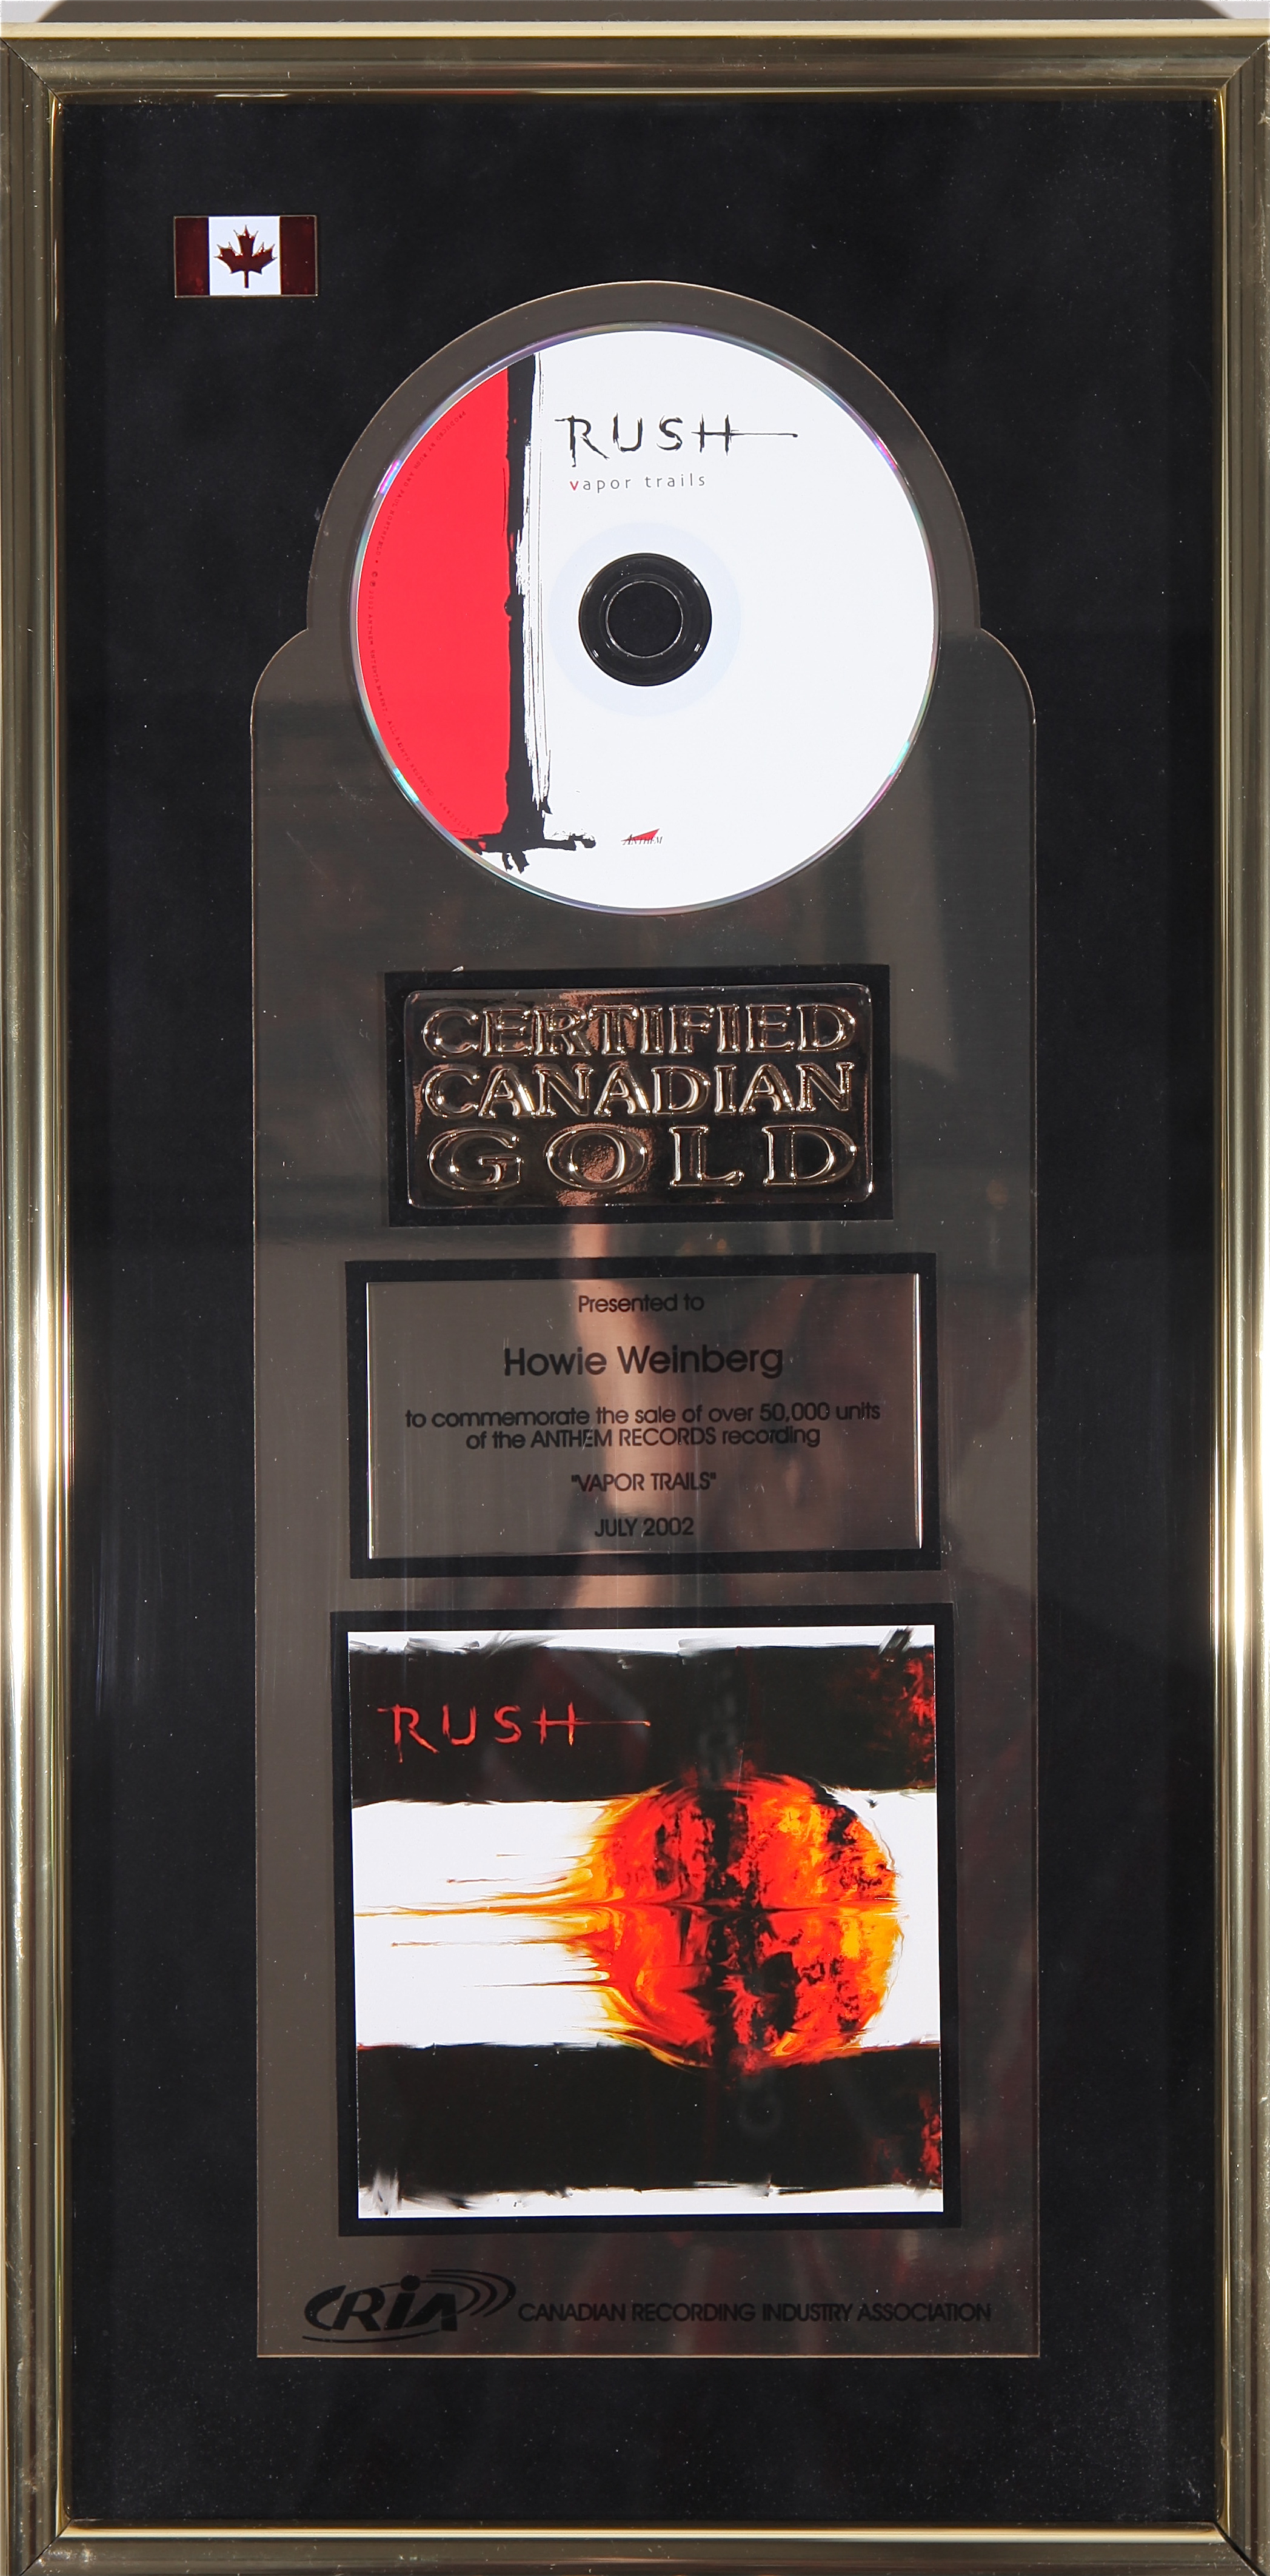 RUSH
vapor trails
ANTHEM
CERTIFIED
CANADIAN
GOLD
Presented to
Howie Weinberg
to commemorate the sale of over 50,000 units
of the ANTHEM RECORDS recording
"VAPOR TRAILS"
JULY 2002
RUSH
CRIA CANADIAN RECORDING INDUSTRY ASSOCIATION